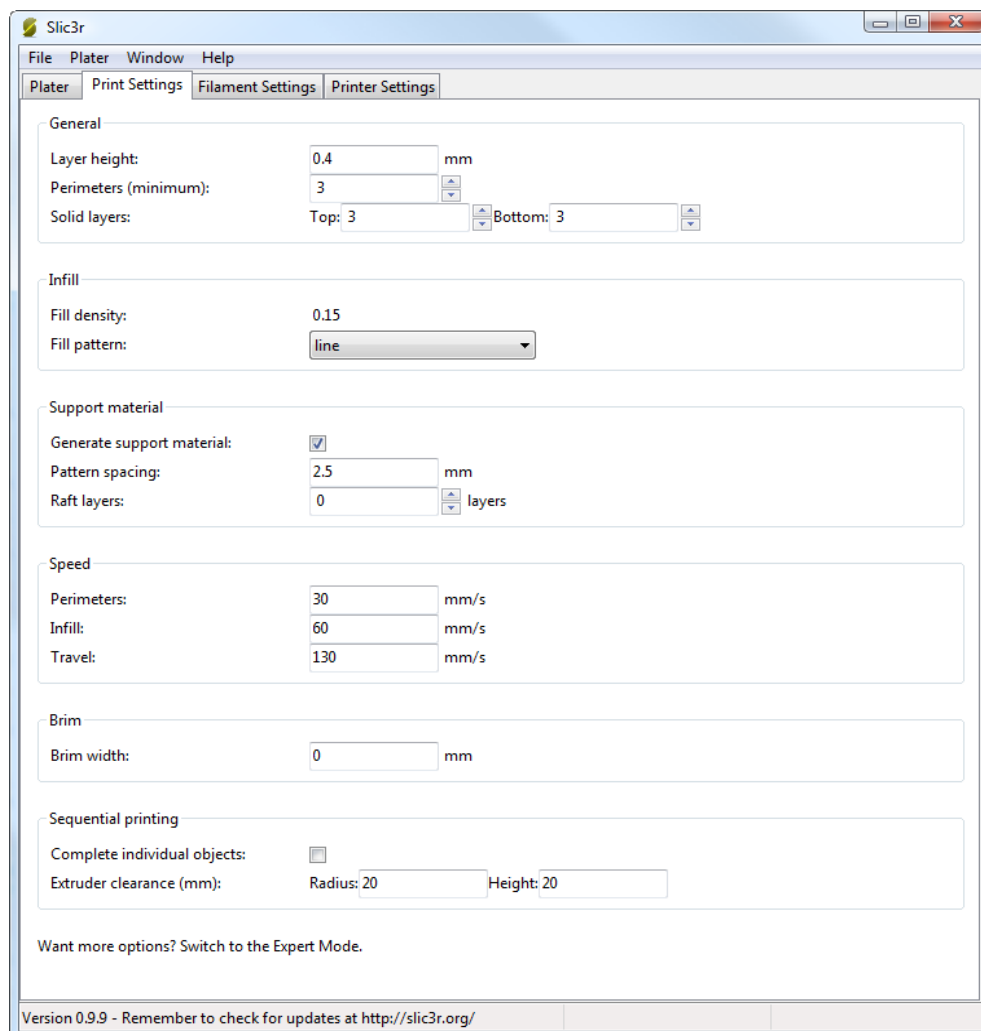 Slic3r
File Plater Window Help
Plater Print Settings Filament Settings Printer Settings
General
Layer height: 0.4 mm
Perimeters (minimum): 3
Solid layers: Top: 3 Bottom: 3
Infill
Fill density: 0.15
Fill pattern: line
Support material
Generate support material:
Pattern spacing: 2.5 mm
Raft layers: 0 layers
Speed
Perimeters: 30 mm/s
Infill: 60 mm/s
Travel: 130 mm/s
Brim
Brim width: 0 mm
Sequential printing
Complete individual objects:
Extruder clearance (mm): Radius: 20 Height: 20
Want more options? Switch to the Expert Mode.
Version 0.9.9 - Remember to check for updates at http://slic3r.org/